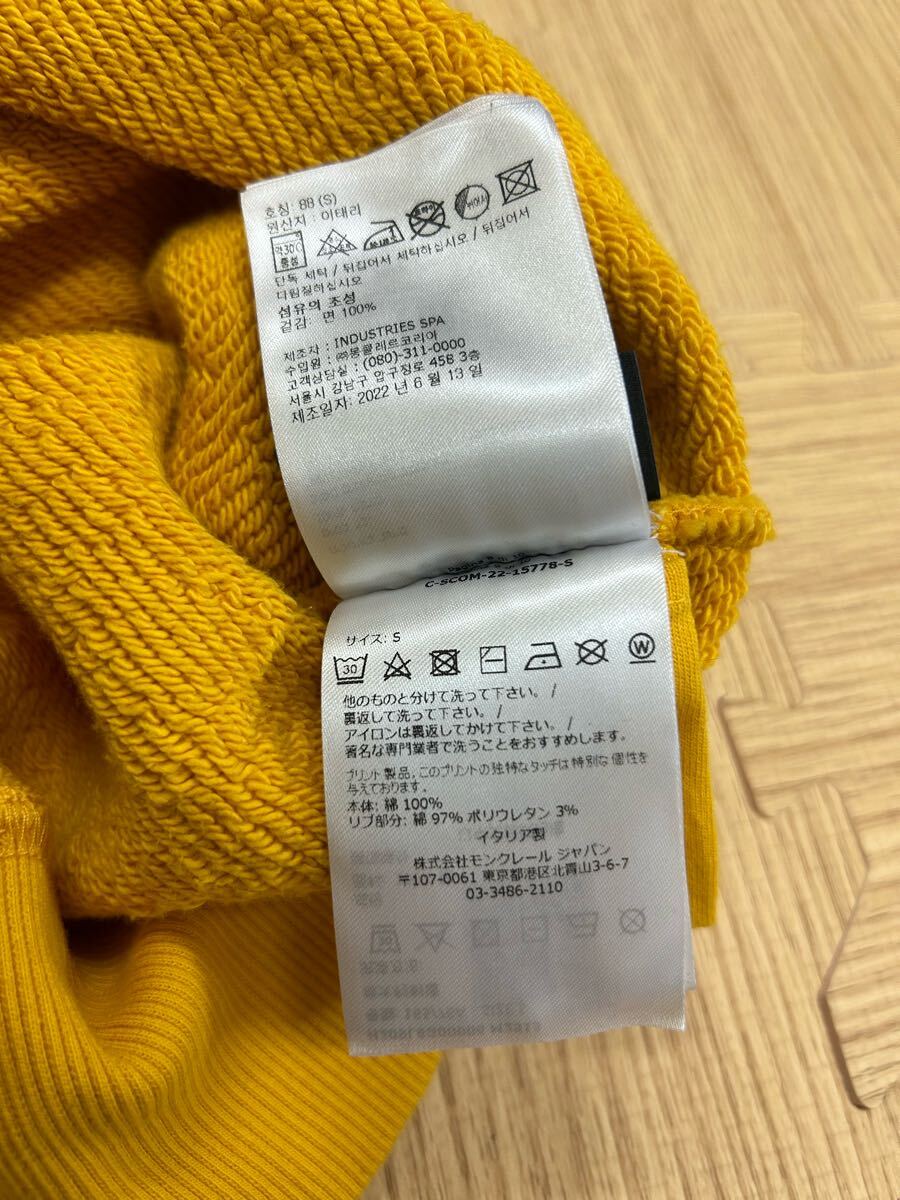 호칭: 88 (S)
원산지 : 이태리
약30℃
중성
단독 세탁 / 뒤집어서 세탁하십시오 / 뒤집어서
다림질하십시오
섬유의 조성
겉감: 면 100%
제조자 : INDUSTRIES SPA
수입원 : ㈜몽클레르코리아
고객상담실 : (080)-311-0000
서울시 강남구 압구정로 458 3층
제조일자: 2022 년 6 월 13 일
C-SCOM-22-15778-S
サイズ: S
30
W
他のものと分けて洗って下さい。/
裏返して洗って下さい。/
アイロンは裏返してかけて下さい。/
著名な専門業者で洗うことをおすすめします。
プリント製品, このプリントの独特なタッチは特別な個性を
与えております。
本体: 綿 100%
リブ部分: 綿 97% ポリウレタン 3%
イタリア製
株式会社モンクレール ジャパン
〒107-0061 東京都港区北青山3-6-7
03-3486-2110